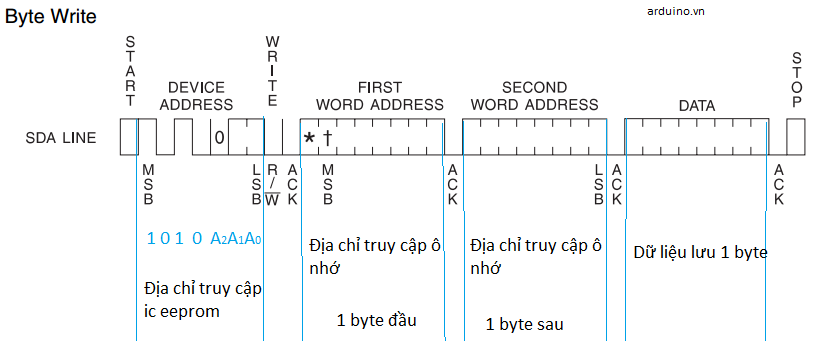 Byte Write
arduino.vn
START
DEVICE
ADDRESS
WRITE
FIRST
WORD ADDRESS
SECOND
WORD ADDRESS
DATA
STOP
SDA LINE
0
* †
MSB
LSB
R/W
ACK
MSB
ACK
LSB
ACK
ACK
1 0 1 0 A2A1A0
Địa chỉ truy cập
ic eeprom
Địa chỉ truy cập ô
nhớ
1 byte đầu
Địa chỉ truy cập ô
nhớ
1 byte sau
Dữ liệu lưu 1 byte